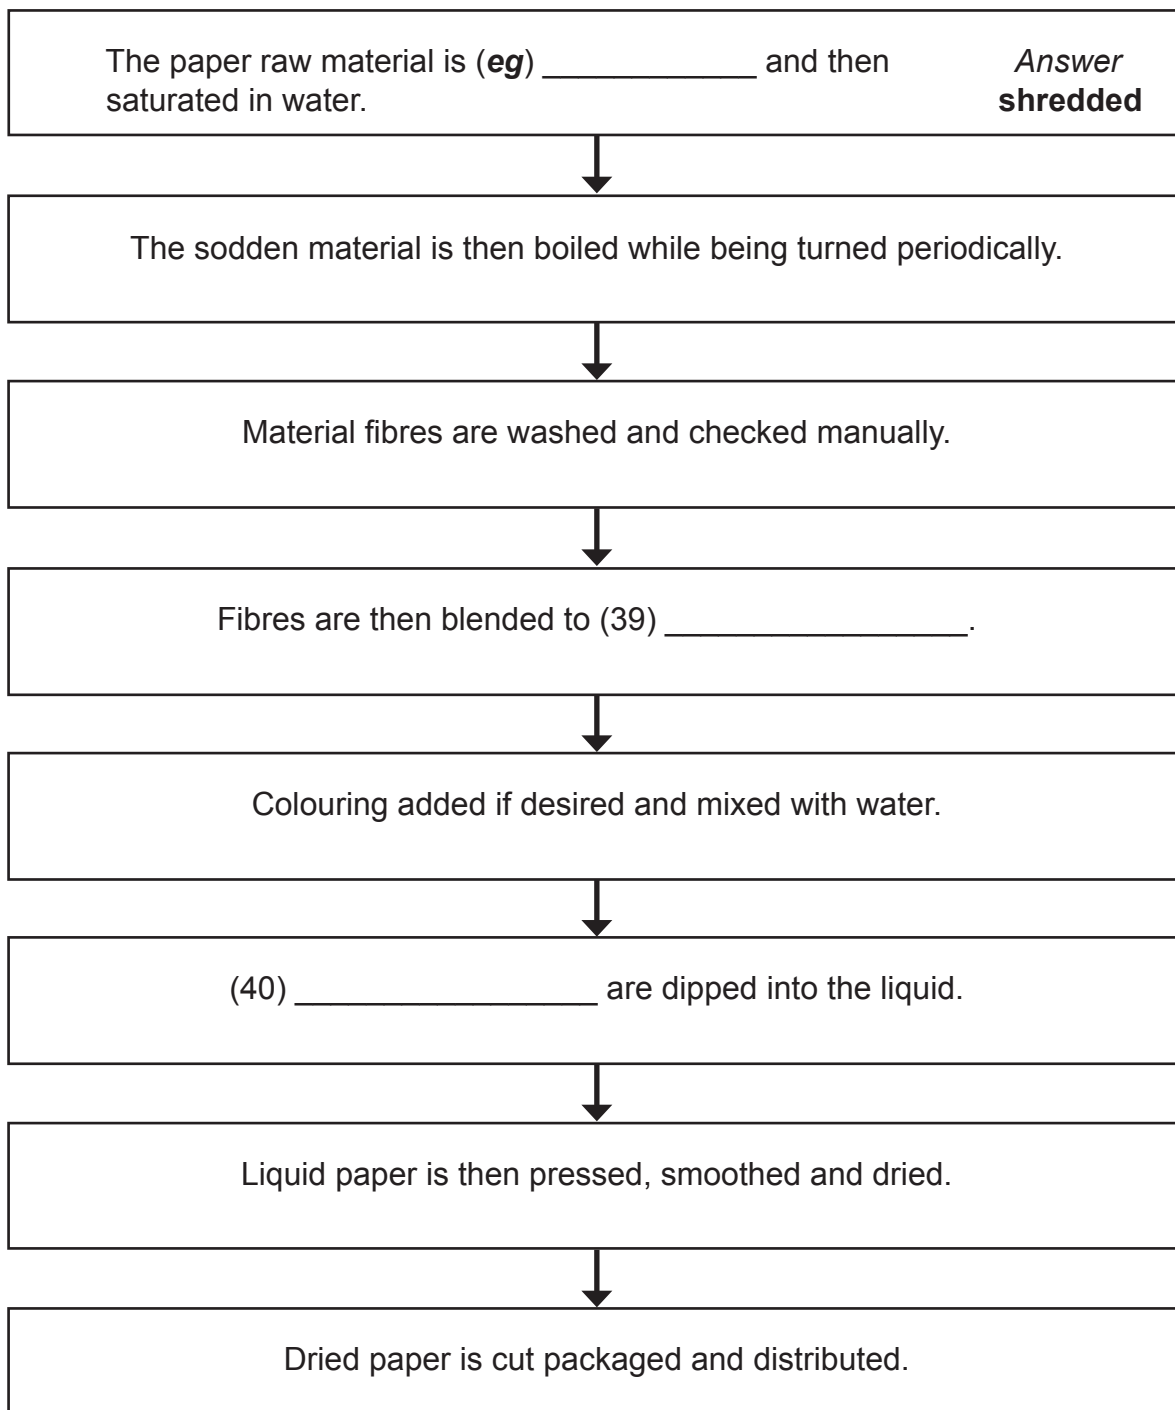 The paper raw material is (eg) ____________ and then Answer
saturated in water. shredded
The sodden material is then boiled while being turned periodically.
Material fibres are washed and checked manually.
Fibres are then blended to (39) _________________.
Colouring added if desired and mixed with water.
(40) _________________ are dipped into the liquid.
Liquid paper is then pressed, smoothed and dried.
Dried paper is cut packaged and distributed.